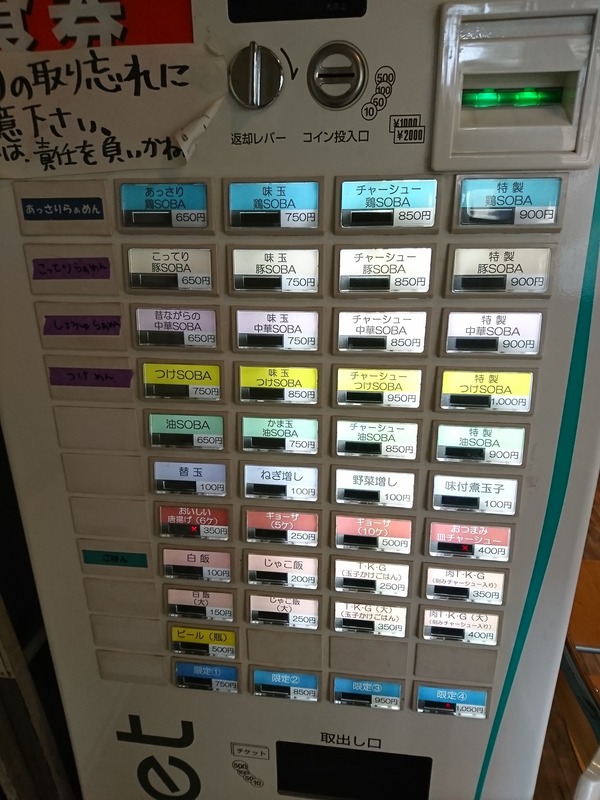 食券
の取り忘れに
意下さい。
は、責任を負いかね
返却レバー
コイン投入口
500
100
50
10
¥1000
¥2000
あっさりらぁめん
あっさり
鶏SOBA
650円
味玉
鶏SOBA
750円
チャーシュー
鶏SOBA
850円
特製
鶏SOBA
900円
こってりらぁめん
こってり
豚SOBA
650円
味玉
豚SOBA
750円
チャーシュー
豚SOBA
850円
特製
豚SOBA
900円
しょうゆらぁめん
昔ながらの
中華SOBA
650円
味玉
中華SOBA
750円
チャーシュー
中華SOBA
850円
特製
中華SOBA
900円
つけめん
つけSOBA
750円
味玉
つけSOBA
850円
チャーシュー
つけSOBA
950円
特製
つけSOBA
1,000円
油SOBA
650円
かま玉
油SOBA
750円
チャーシュー
油SOBA
850円
特製
油SOBA
900円
替玉
100円
ねぎ増し
100円
野菜増し
100円
味付煮玉子
100円
おいしい
唐揚げ(6ケ)
350円
ギョーザ
(5ケ)
250円
ギョーザ
(10ケ)
500円
おつまみ
皿チャーシュー
400円
ごはん
白飯
100円
じゃこ飯
200円
T・K・G
(玉子かけごはん)
250円
肉T・K・G
(刻みチャーシュー入り)
350円
白飯
(大)
150円
じゃこ飯
(大)
300円
T・K・G(大)
(玉子かけごはん)
350円
肉T・K・G(大)
(刻みチャーシュー入り)
400円
ビール(瓶)
500円
限定①
750円
限定②
850円
限定③
950円
限定④
1,050円
et
チケット
500
100
50
10
取出し口